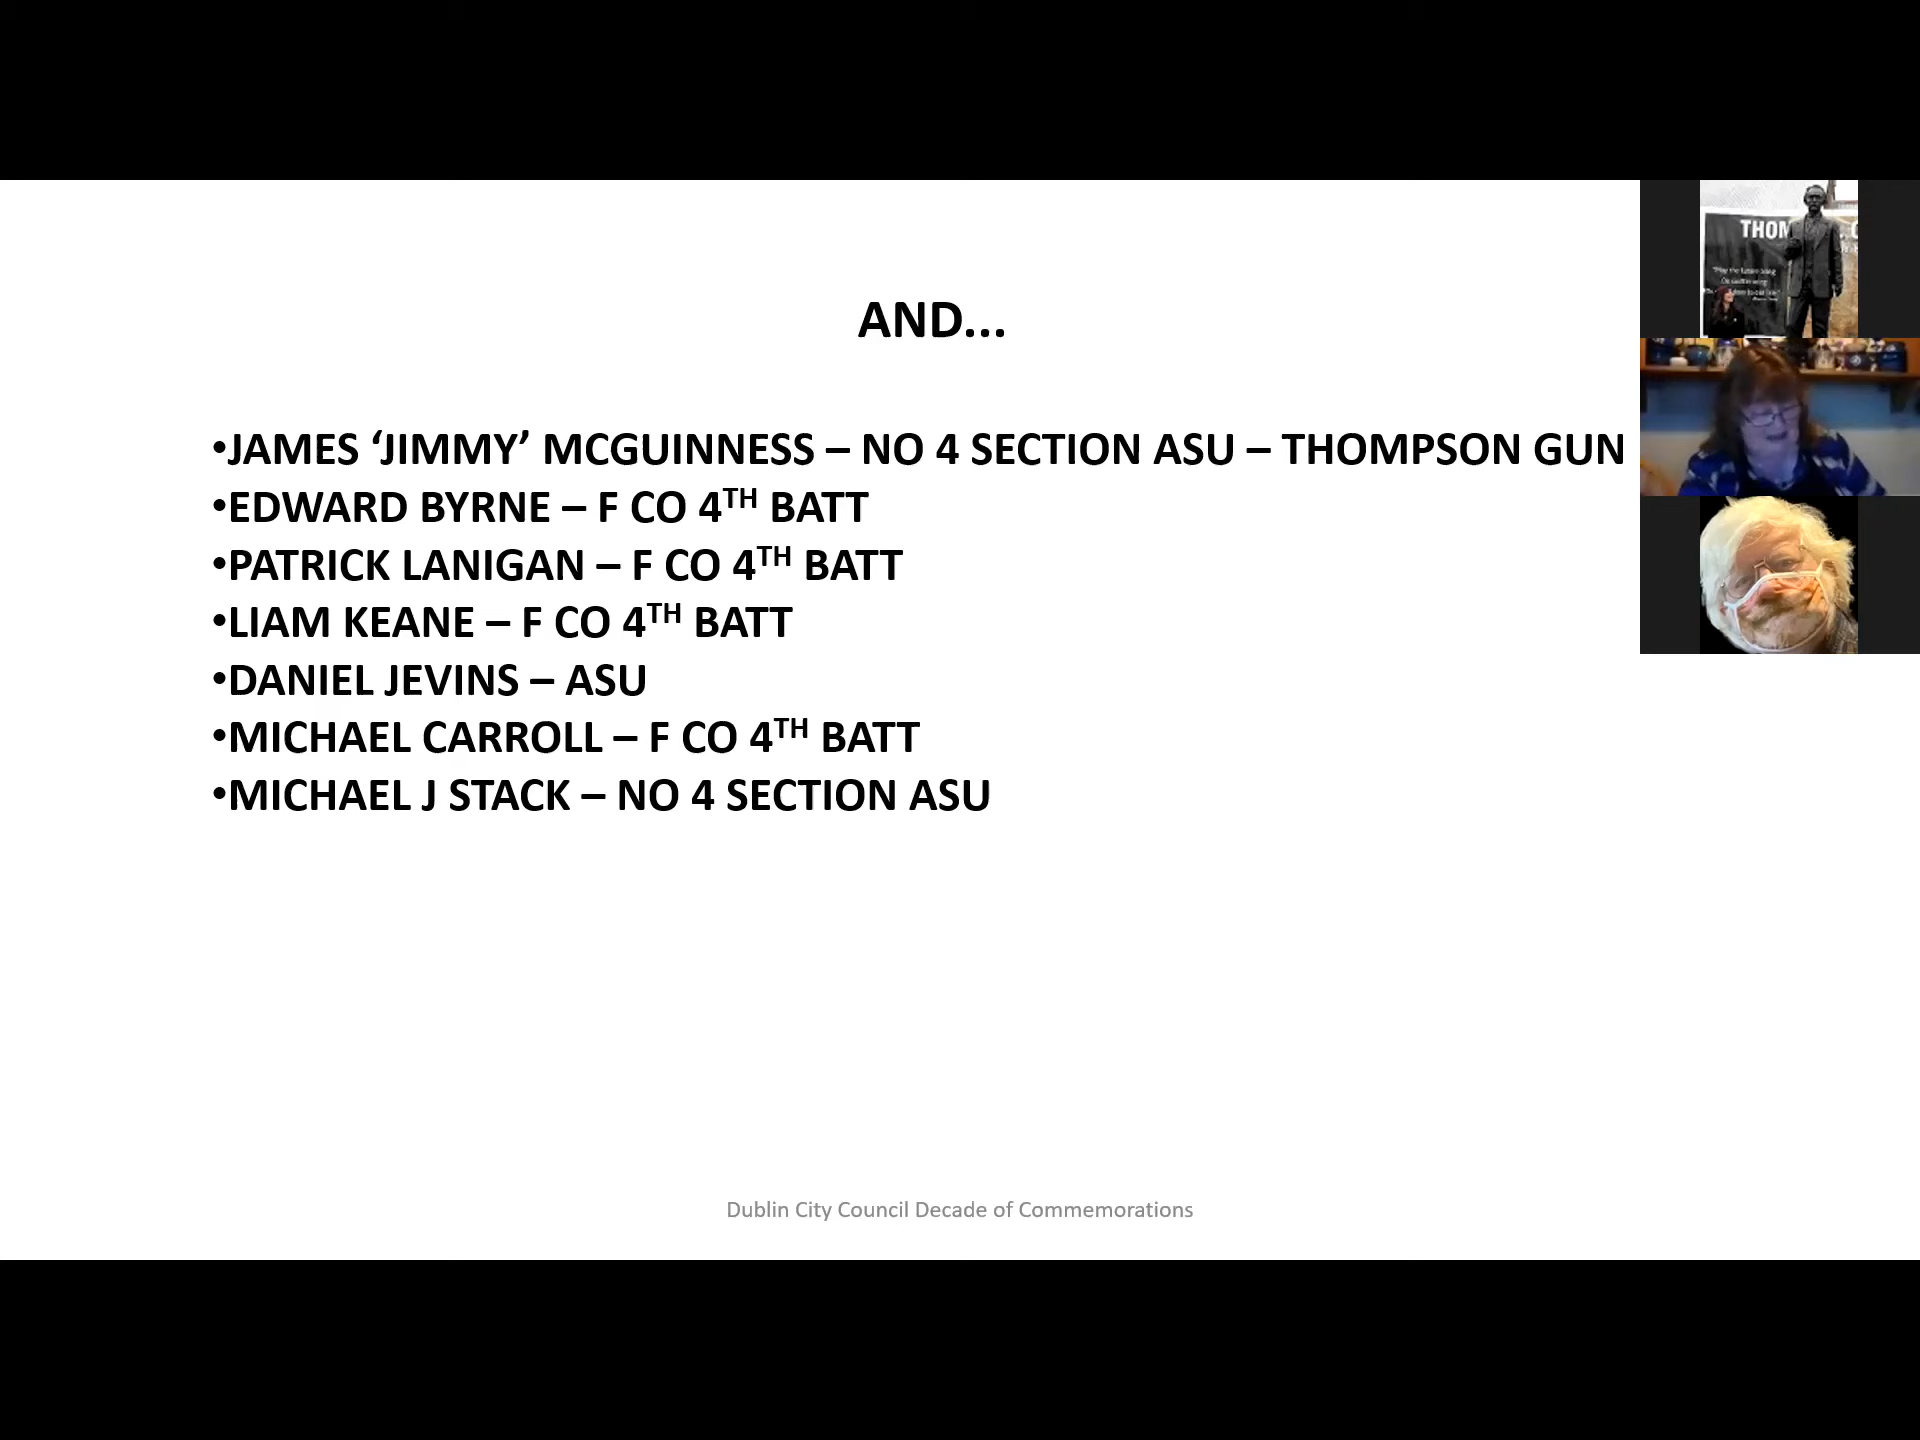 AND...
•JAMES ‘JIMMY’ MCGUINNESS – NO 4 SECTION ASU – THOMPSON GUN
•EDWARD BYRNE – F CO 4TH BATT
•PATRICK LANIGAN – F CO 4TH BATT
•LIAM KEANE – F CO 4TH BATT
•DANIEL JEVINS – ASU
•MICHAEL CARROLL – F CO 4TH BATT
•MICHAEL J STACK – NO 4 SECTION ASU
Dublin City Council Decade of Commemorations
THOM